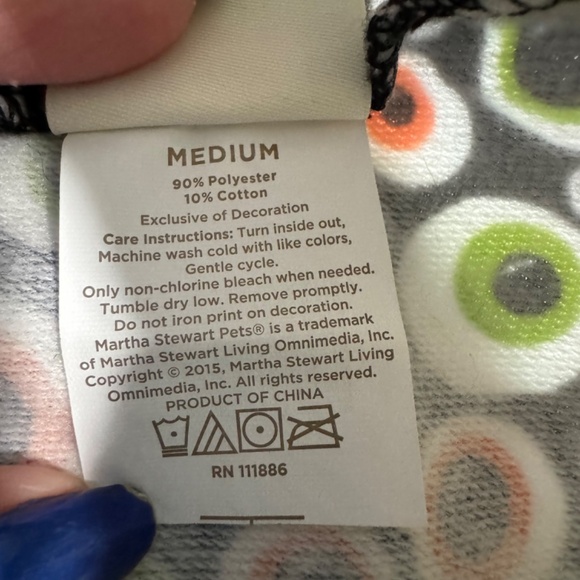 MEDIUM
90% Polyester
10% Cotton
Exclusive of Decoration
Care Instructions: Turn inside out,
Machine wash cold with like colors,
Gentle cycle.
Only non-chlorine bleach when needed.
Tumble dry low. Remove promptly.
Do not iron print on decoration.
Martha Stewart Pets® is a trademark
of Martha Stewart Living Omnimedia, Inc.
Copyright © 2015, Martha Stewart Living
Omnimedia, Inc. All rights reserved.
PRODUCT OF CHINA
RN 111886